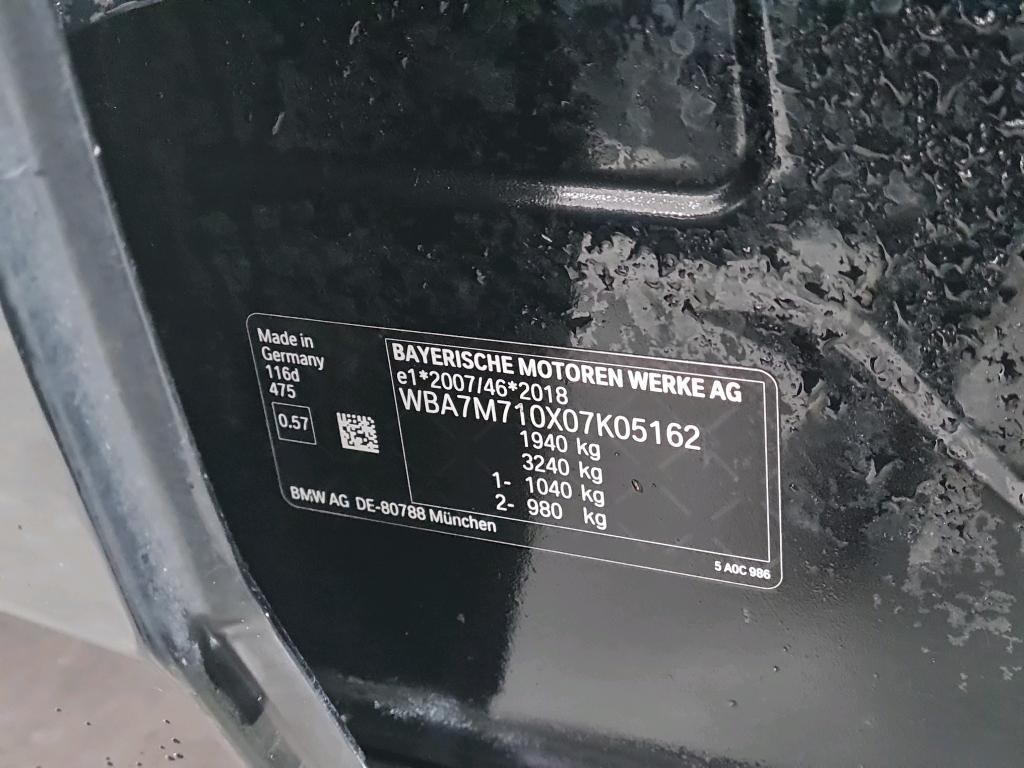 Made in
Germany
116d
475
0.57
BMW AG DE-80788 München
BAYERISCHE MOTOREN WERKE AG
e1*2007/46*2018
WBA7M710X07K05162
1940 kg
3240 kg
1- 1040 kg
2- 980 kg
5 A0C 986